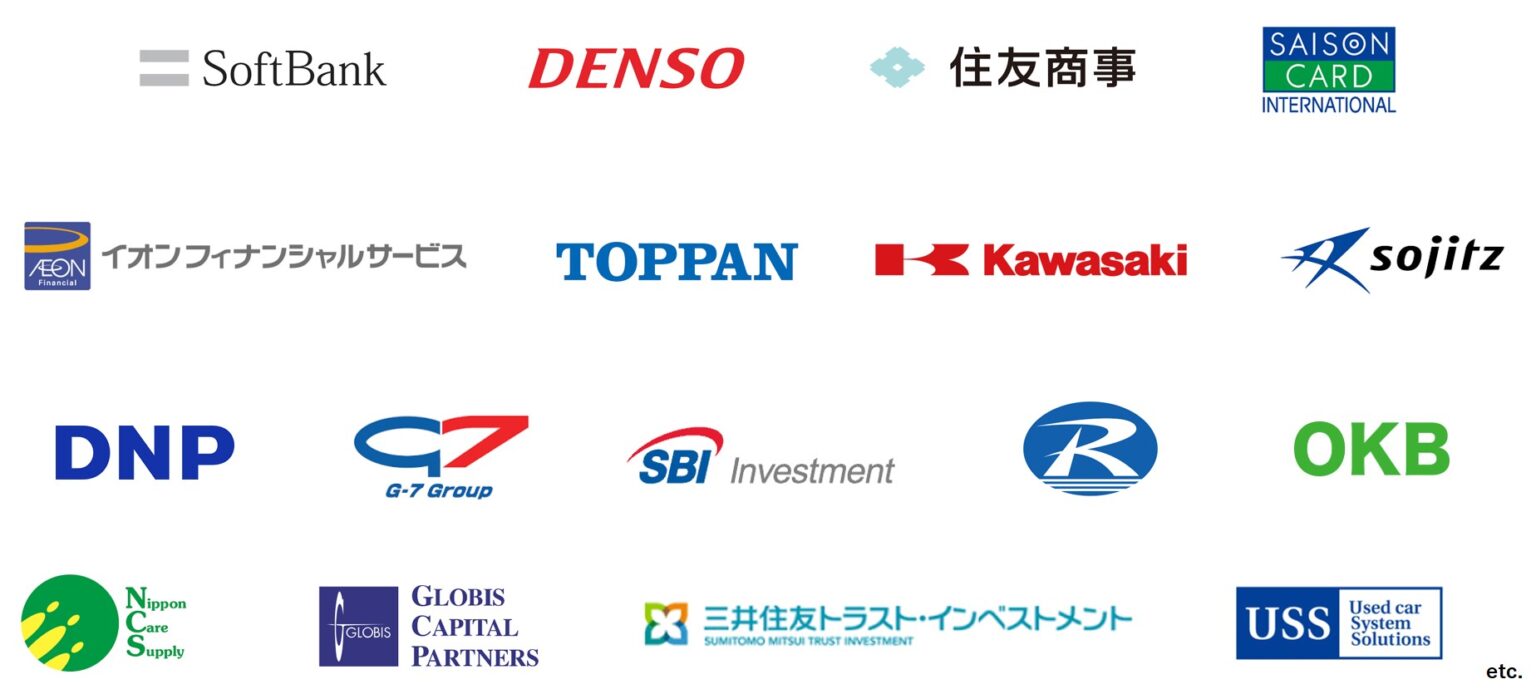 SoftBank
DENSO
住友商事
SAISON
CARD
INTERNATIONAL
AEON
Financial
イオンフィナンシャルサービス
TOPPAN
Kawasaki
sojitz
DNP
G7
G-7 Group
SBI Investment
R
OKB
Nippon
Care
Supply
GLOBIS
GLOBIS
CAPITAL
PARTNERS
三井住友トラスト・インベストメント
SUMITOMO MITSUI TRUST INVESTMENT
USS
Used car
System
Solutions
etc.